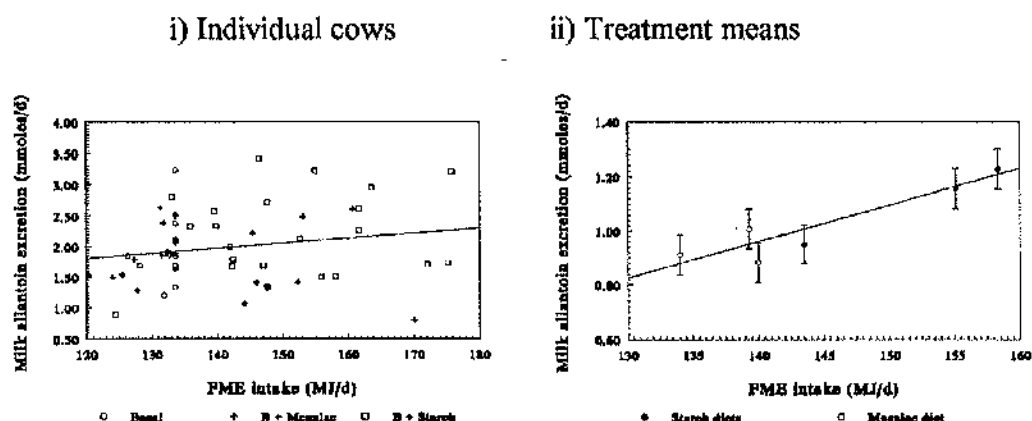 i) Individual cows
ii) Treatment means
Milk allantoin excretion (mmoles/d)
4.00
3.50
3.00
2.50
2.00
1.50
1.00
0.50
120
130
140
150
160
170
180
PME intake (MJ/d)
Basal
B + Megalac
B + Starch
Milk allantoin excretion (mmoles/d)
1.40
1.20
1.00
0.80
0.60
130
135
140
145
150
155
160
PME intake (MJ/d)
Starch diets
Megalac diet